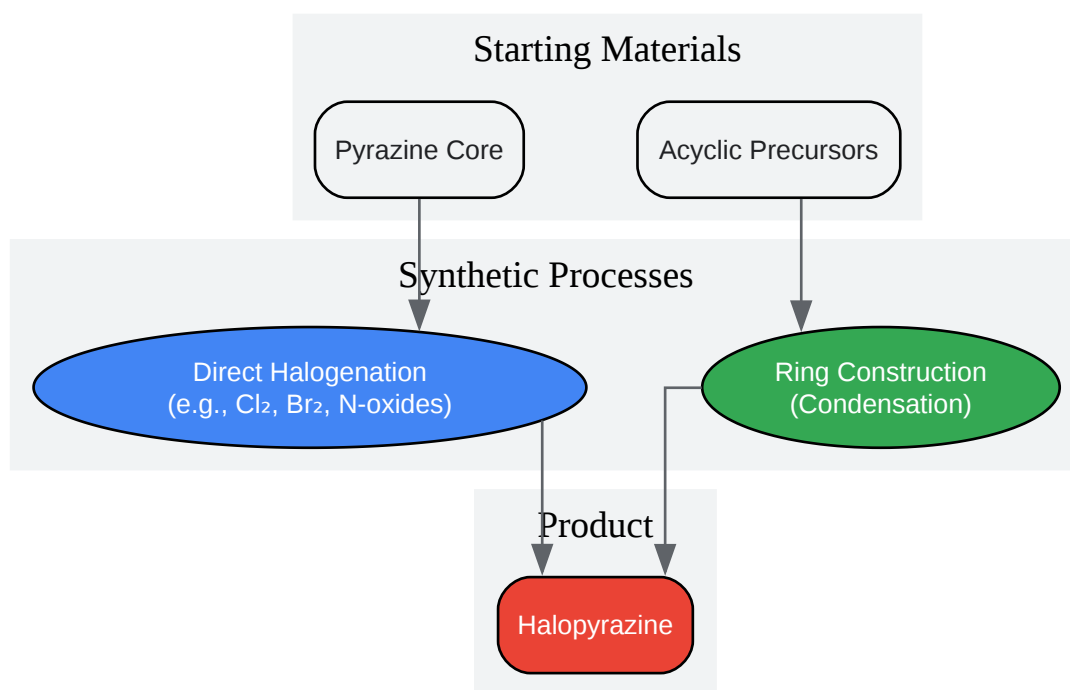 Starting Materials
Pyrazine Core
Acyclic Precursors
Synthetic Processes
Direct Halogenation
(e.g., Cl₂, Br₂, N-oxides)
Ring Construction
(Condensation)
Product
Halopyrazine